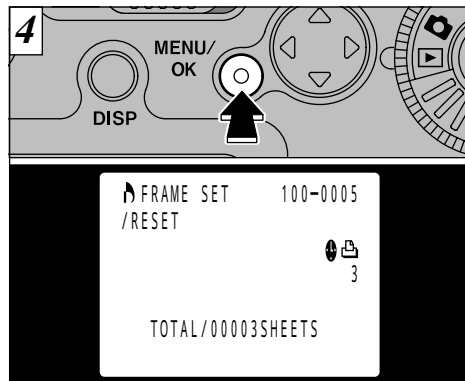 4
MENU/
OK
DISP
FRAME SET 100-0005
/RESET
3
TOTAL/00003SHEETS